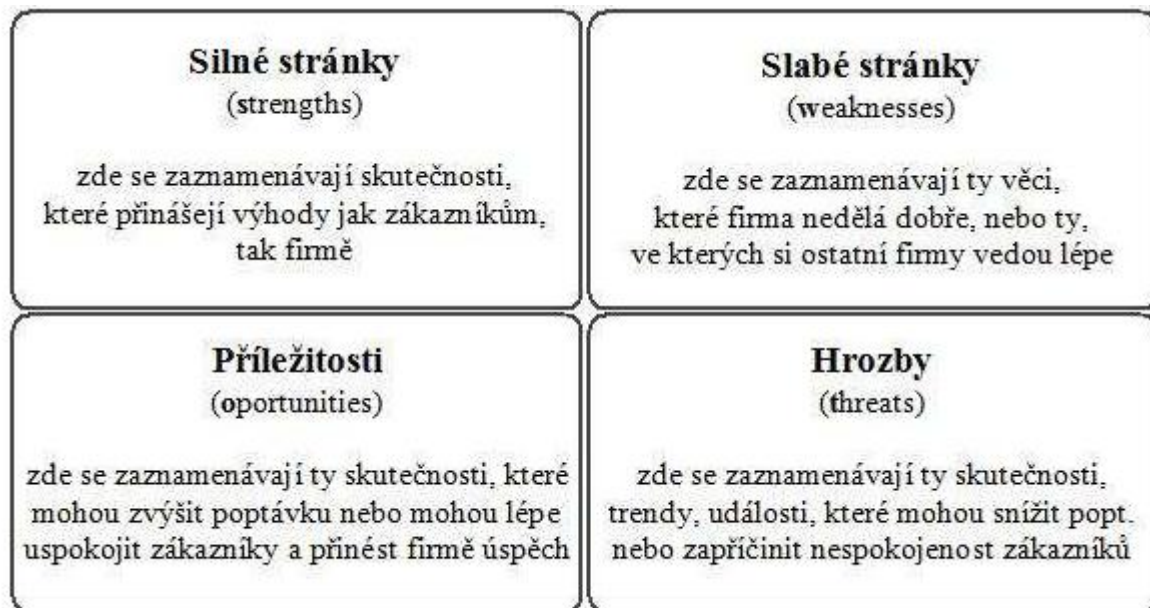 Silné stránky
(strengths)
zde se zaznamenávají skutečnosti,
které přinášejí výhody jak zákazníkům,
tak firmě
Slabé stránky
(weaknesses)
zde se zaznamenávají ty věci,
které firma nedělá dobře, nebo ty,
ve kterých si ostatní firmy vedou lépe
Příležitosti
(oportunities)
zde se zaznamenávají ty skutečnosti, které
mohou zvýšit poptávku nebo mohou lépe
uspokojit zákazníky a přinést firmě úspěch
Hrozby
(threats)
zde se zaznamenávají ty skutečnosti,
trendy, události, které mohou snížit popt.
nebo zapříčinit nespokojenost zákazníků